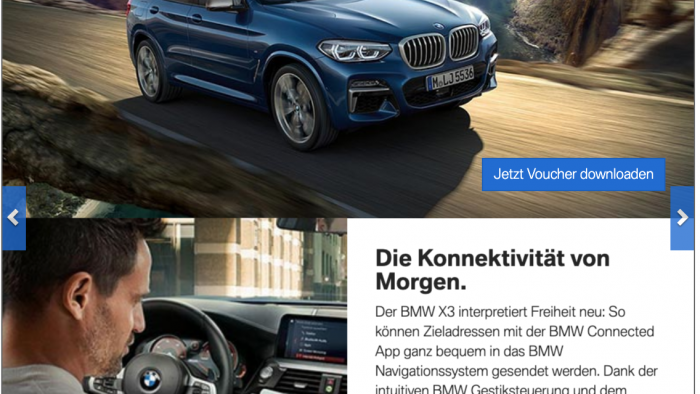 M LJ 5536
Jetzt Voucher downloaden
Die Konnektivität von
Morgen.
Der BMW X3 interpretiert Freiheit neu: So
können Zieladressen mit der BMW Connected
App ganz bequem in das BMW
Navigationssystem gesendet werden. Dank der
intuitiven BMW Gestiksteuerung und dem
BMW